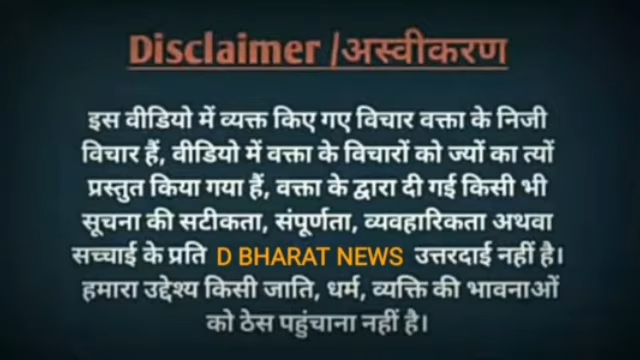 Disclaimer /अस्वीकरण
इस वीडियो में व्यक्त किए गए विचार वक्ता के निजी
विचार हैं, वीडियो में वक्ता के विचारों को ज्यों का त्यों
प्रस्तुत किया गया हैं, वक्ता के द्वारा दी गई किसी भी
सूचना की सटीकता, संपूर्णता, व्यवहारिकता अथवा
सच्चाई के प्रति D BHARAT NEWS उत्तरदाई नहीं है।
हमारा उद्देश्य किसी जाति, धर्म, व्यक्ति की भावनाओं
को ठेस पहुंचाना नहीं है।